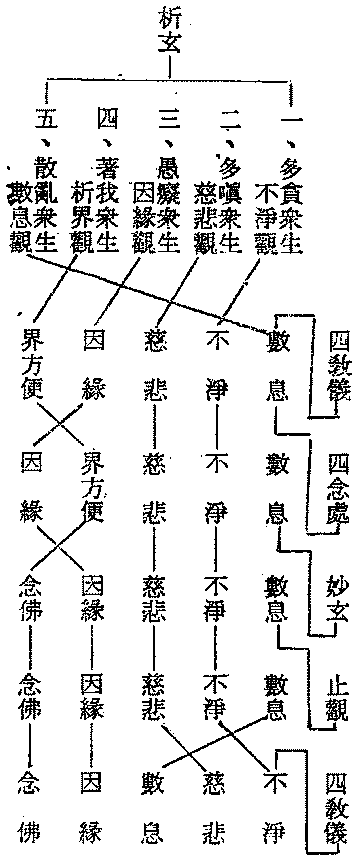 析玄
一、多貪衆生
不淨觀
二、多嗔衆生
慈悲觀
三、愚癡衆生
因緣觀
四、著我衆生
析界觀
五、散亂衆生
數息觀
四敎儀
數息
不淨
慈悲
因緣
界方便
四念處
數息
不淨
慈悲
界方便
因緣
妙玄
數息
不淨
慈悲
因緣
念佛
止觀
數息
不淨
慈悲
因緣
念佛
四敎儀
不淨
慈悲
數息
因緣
念佛